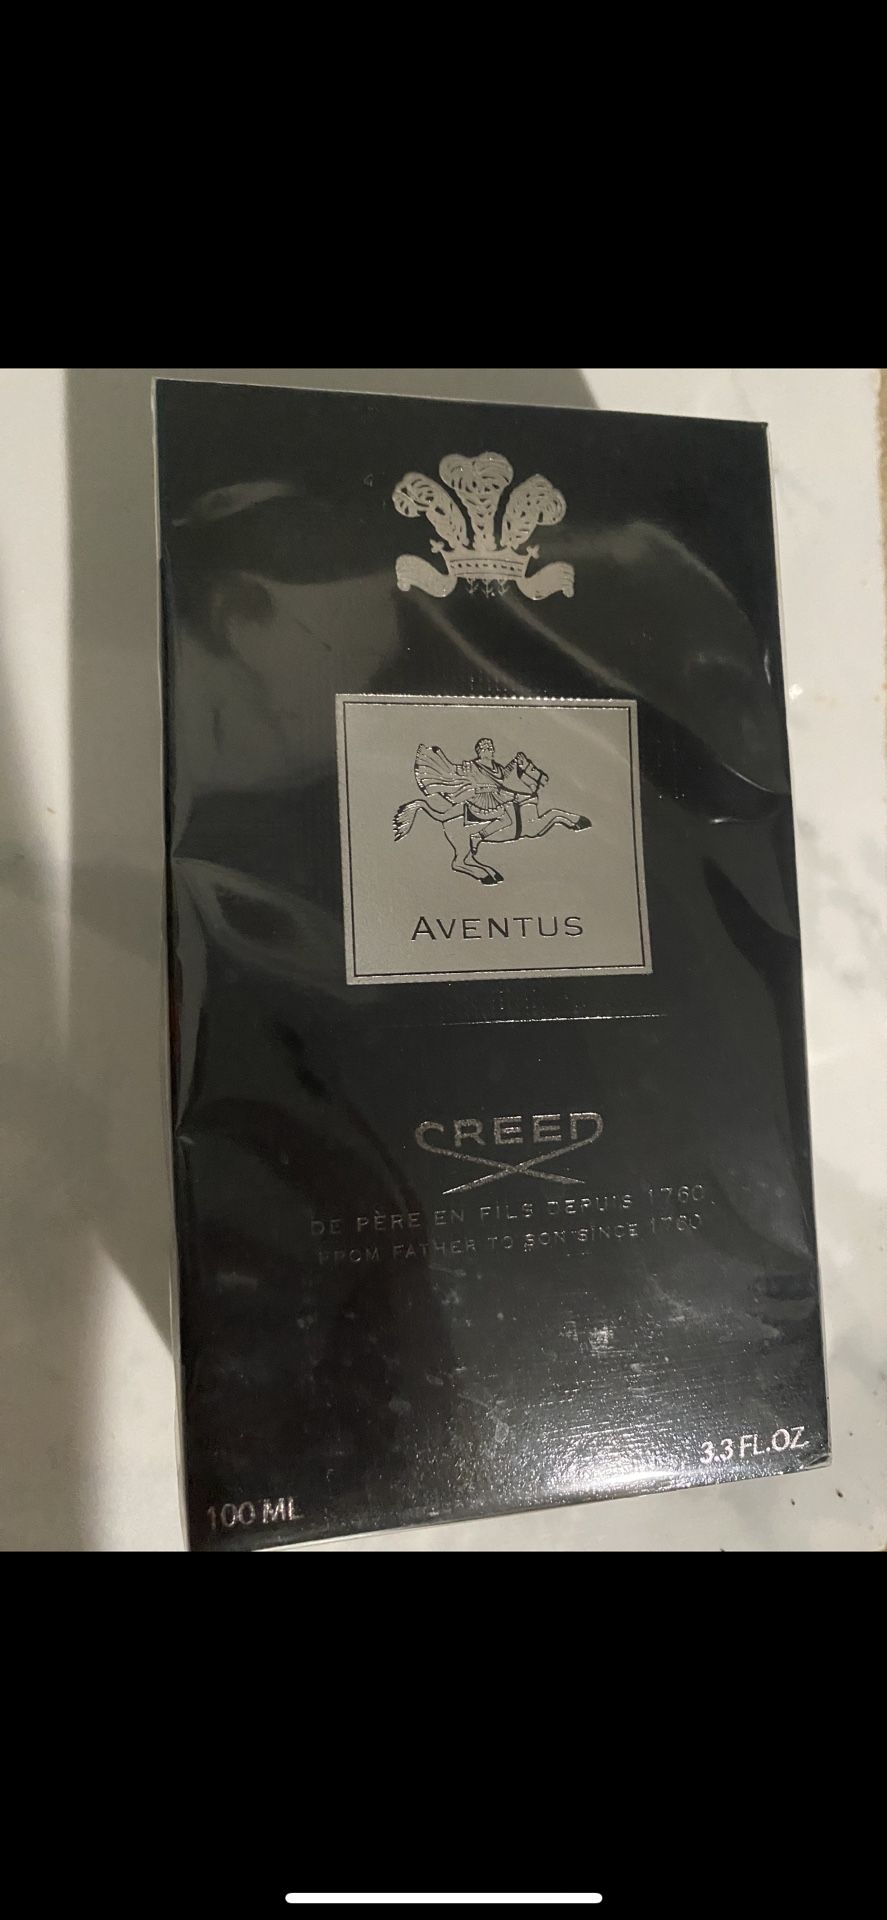 AVENTUS
CREED
DE PÈRE EN FILS DEPUIS 1760
FROM FATHER TO SON SINCE 1760
100 ML
3.3 FL.OZ